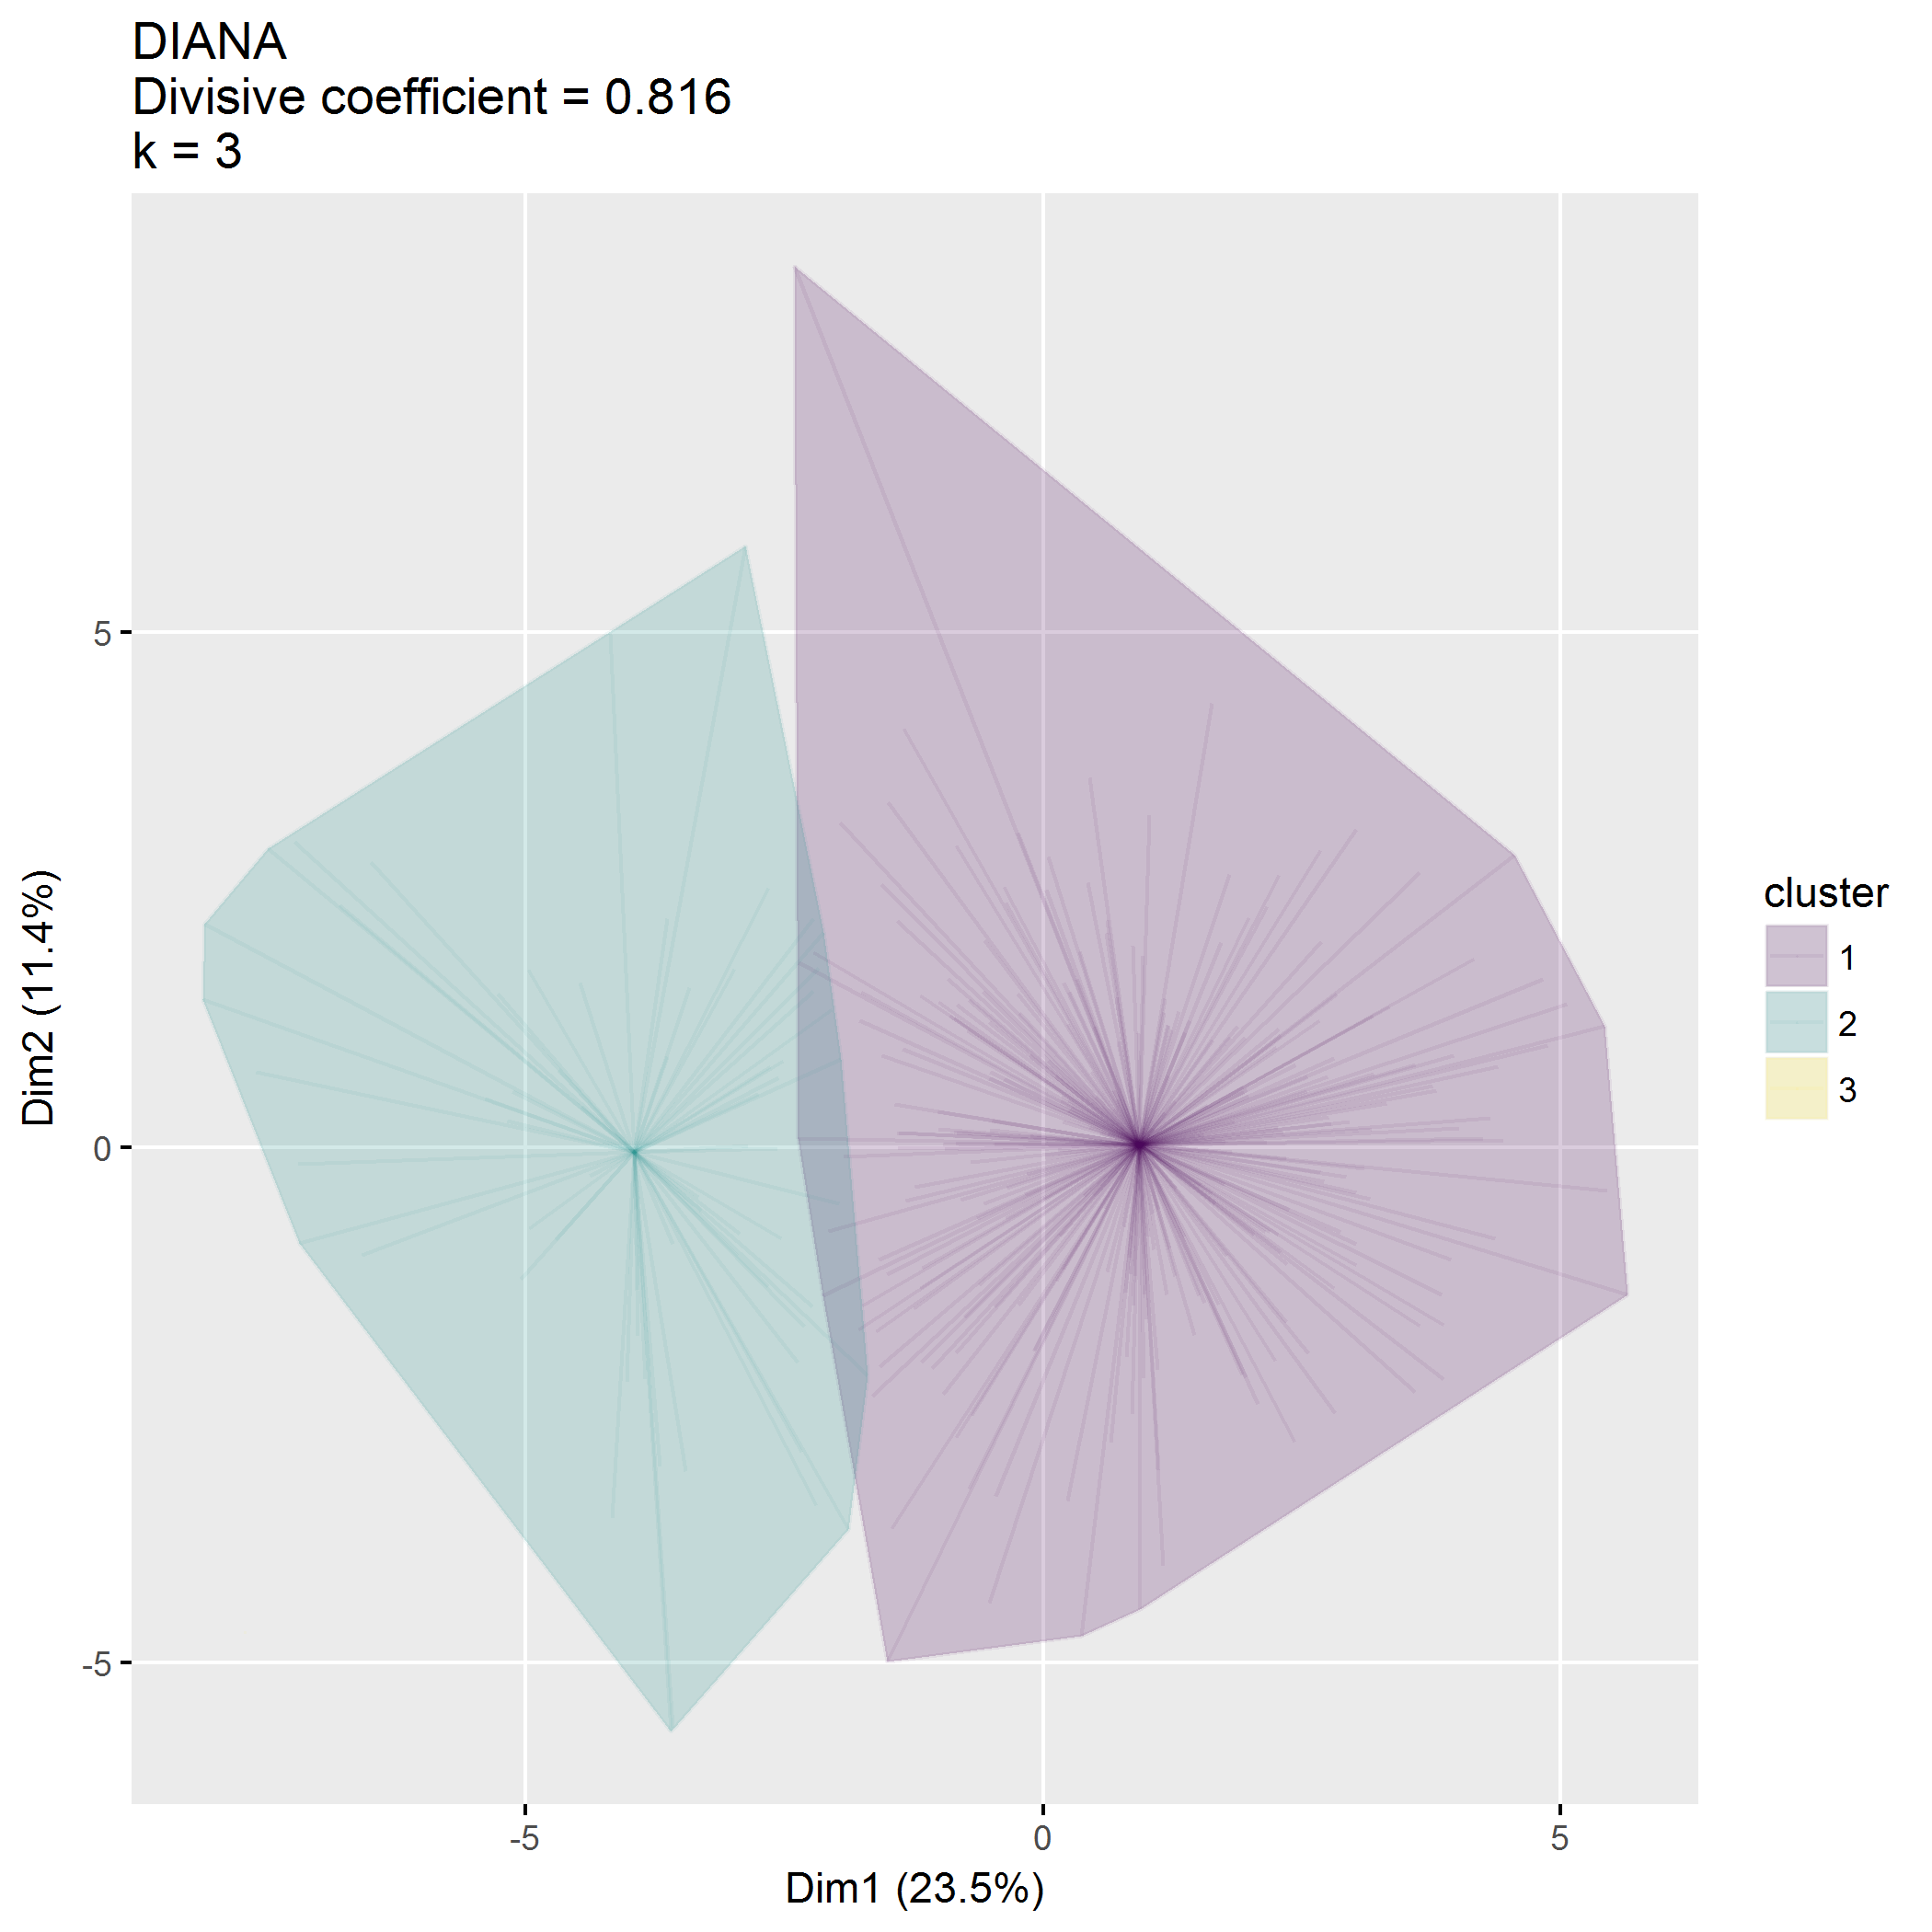 DIANA
Divisive coefficient = 0.816
k = 3
5
0
-5
-5
0
5
Dim1 (23.5%)
Dim2 (11.4%)
cluster
1
2
3